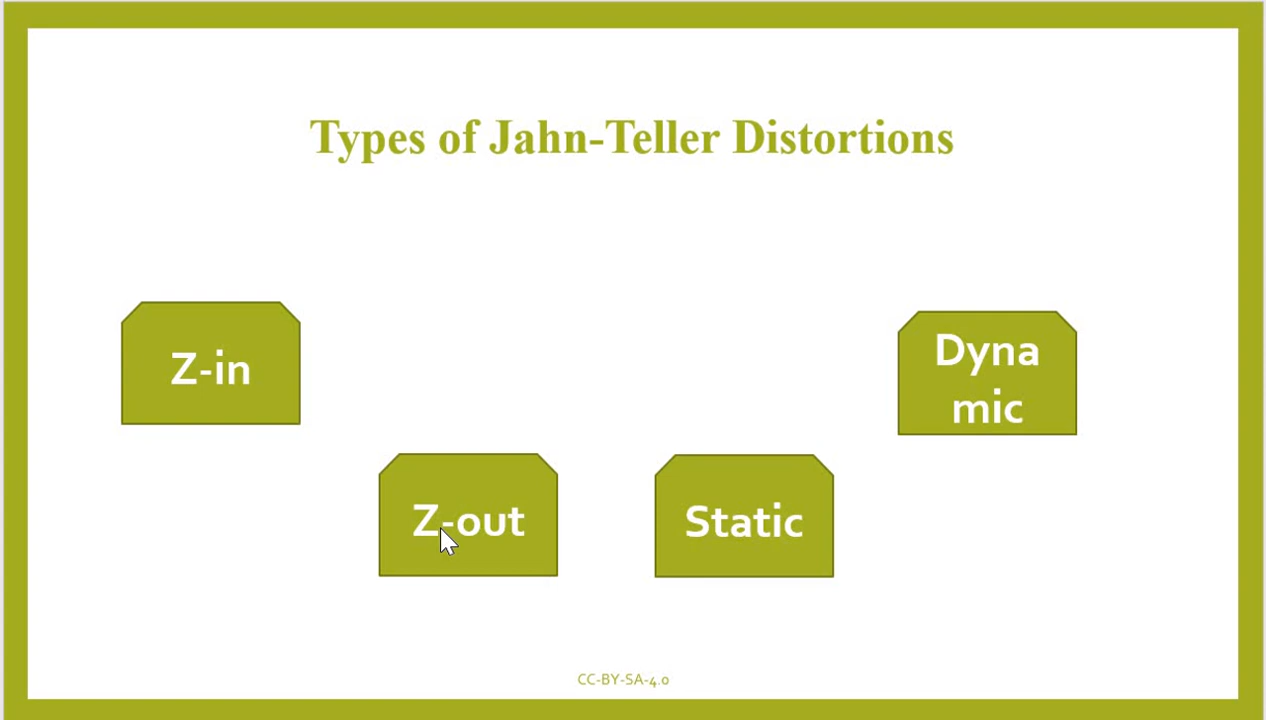 Types of Jahn-Teller Distortions
Z-in
Z-out
Static
Dyna
mic
CC-BY-SA-4.0